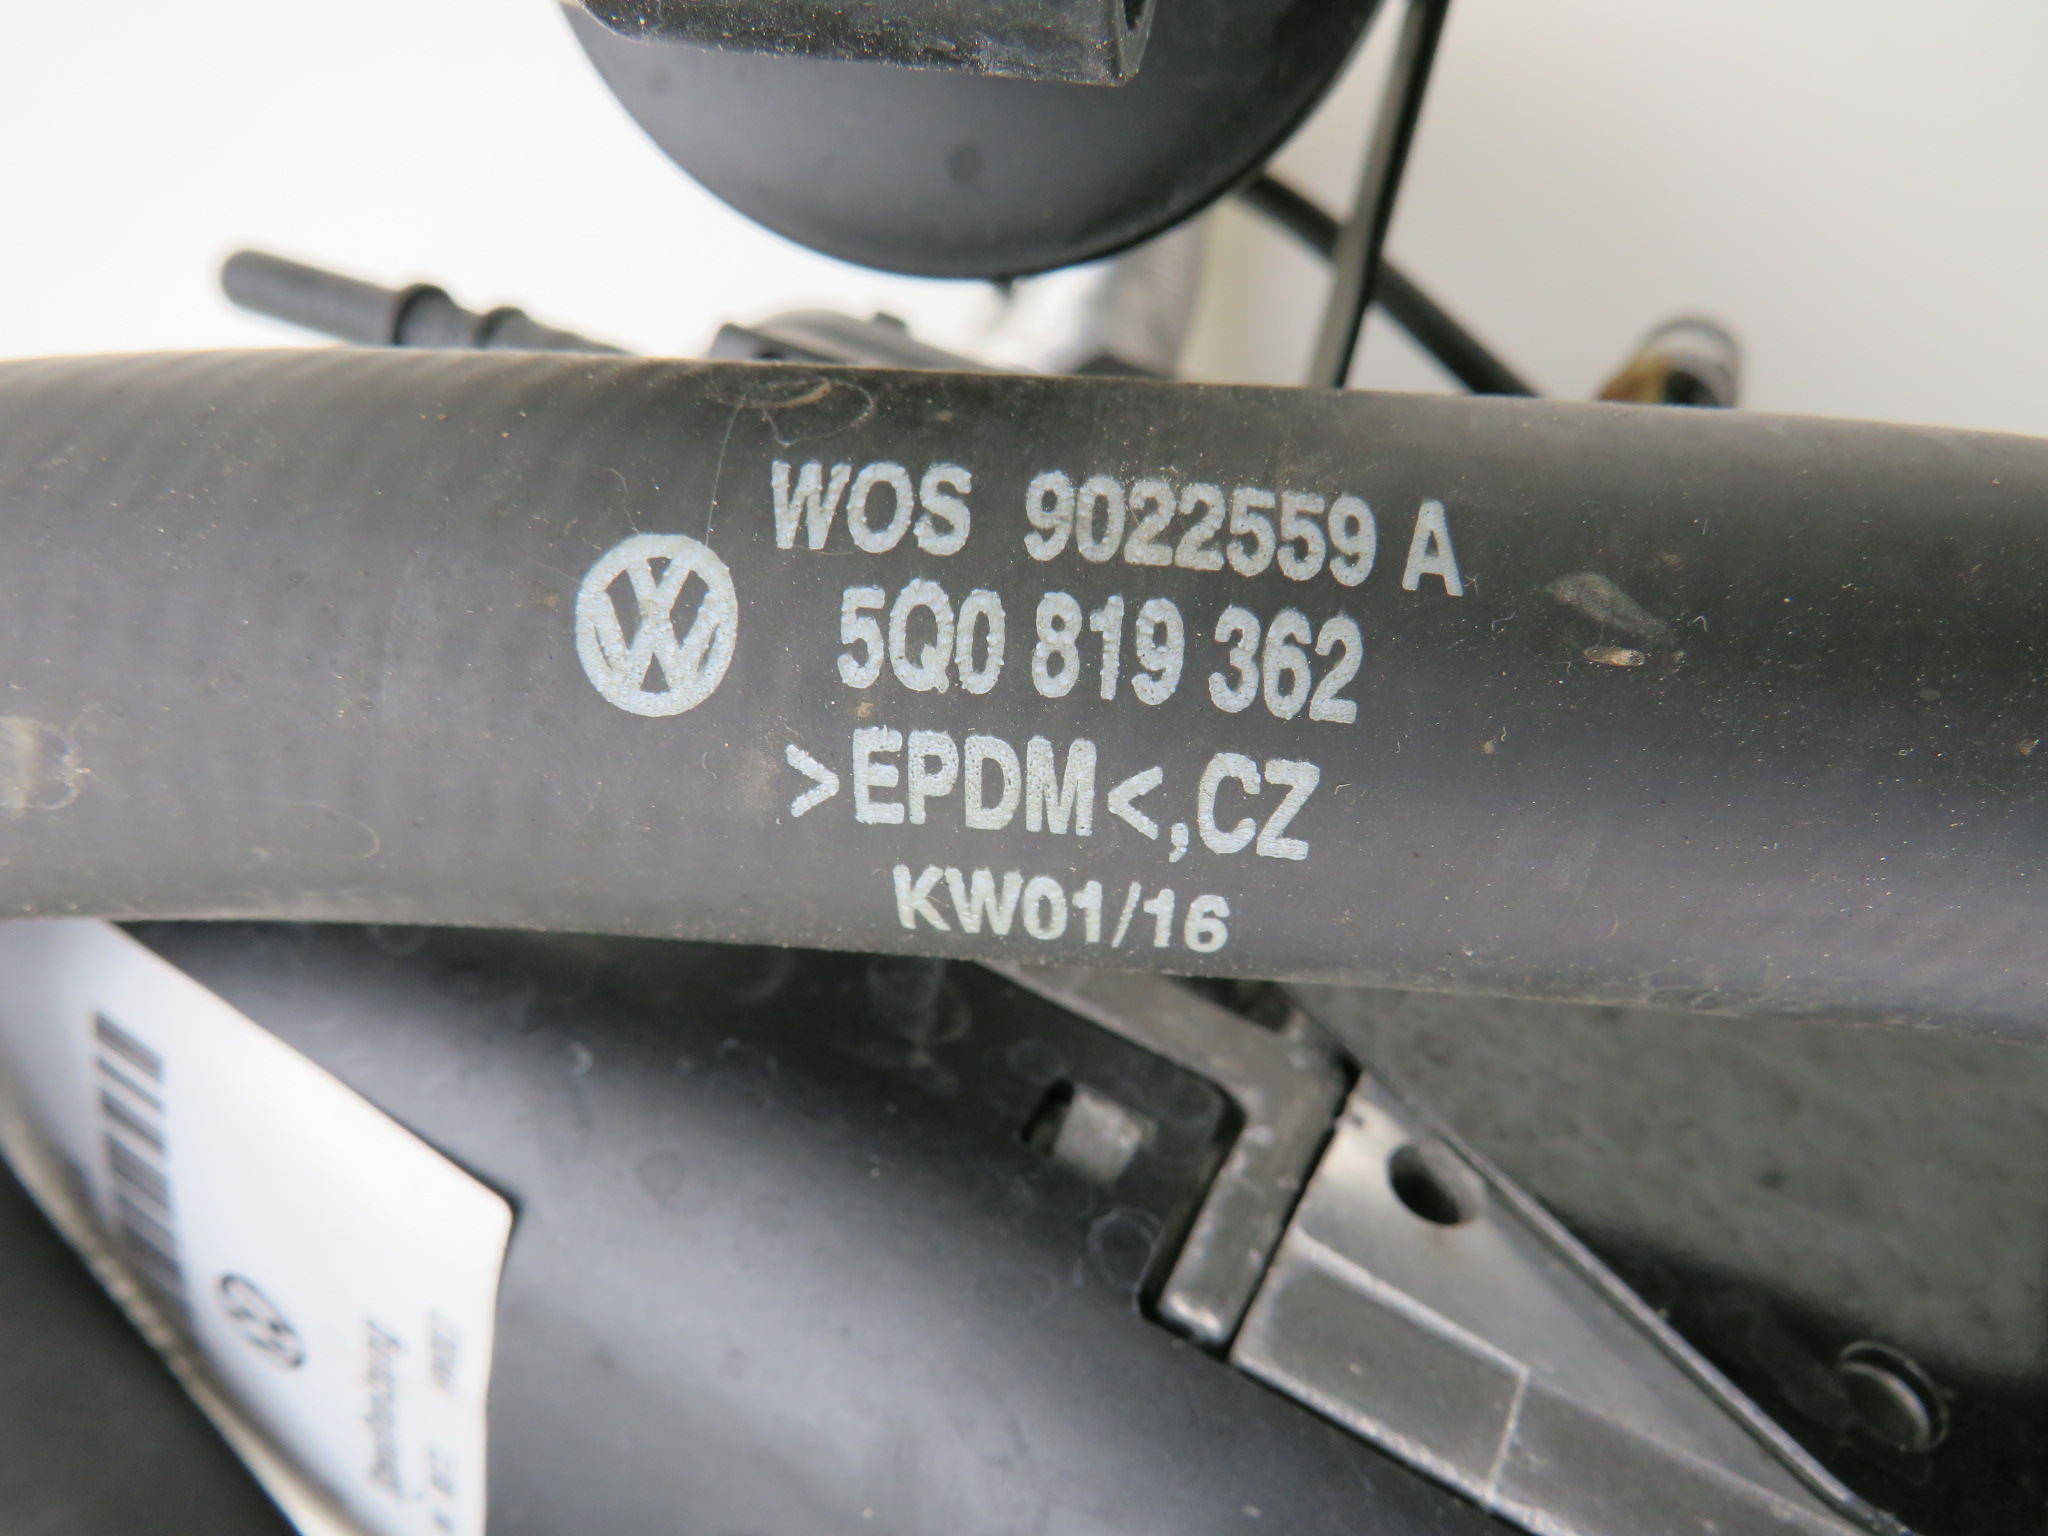 WOS 9022559 A
5Q0 819 362
>EPDM<,CZ
KW01/16